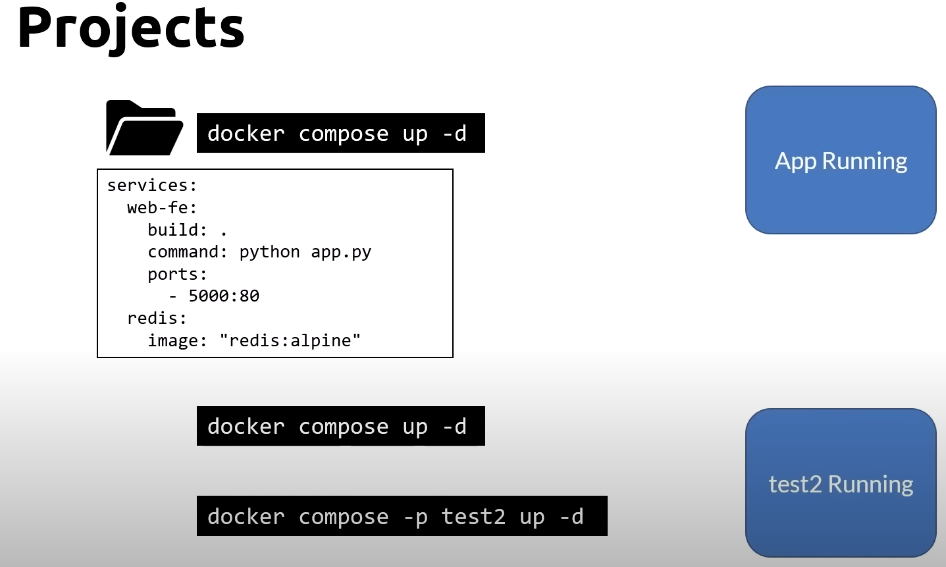 Projects
docker compose up -d
App Running
services:
  web-fe:
    build: .
    command: python app.py
    ports:
      - 5000:80
  redis:
    image: "redis:alpine"
docker compose up -d
test2 Running
docker compose -p test2 up -d